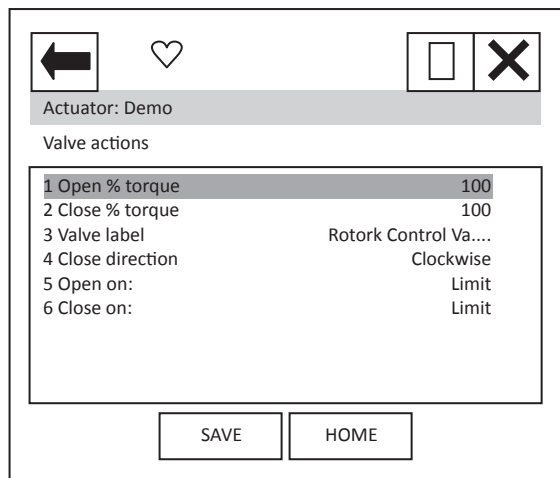 Actuator: Demo
Valve actions
1 Open % torque 100
2 Close % torque 100
3 Valve label Rotork Control Va....
4 Close direction Clockwise
5 Open on: Limit
6 Close on: Limit
SAVE HOME